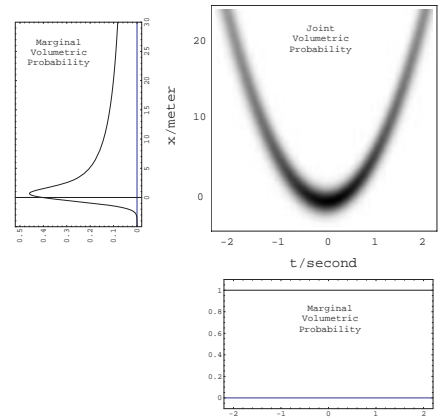 Marginal
Volumetric
Probability
30
25
20
15
10
5
0
x/meter
0.5
0.4
0.3
0.2
0.1
0
Joint
Volumetric
Probability
20
10
0
-2
-1
0
1
2
t/second
Marginal
Volumetric
Probability
1
0.8
0.6
0.4
0.2
0
-2
-1
0
1
2